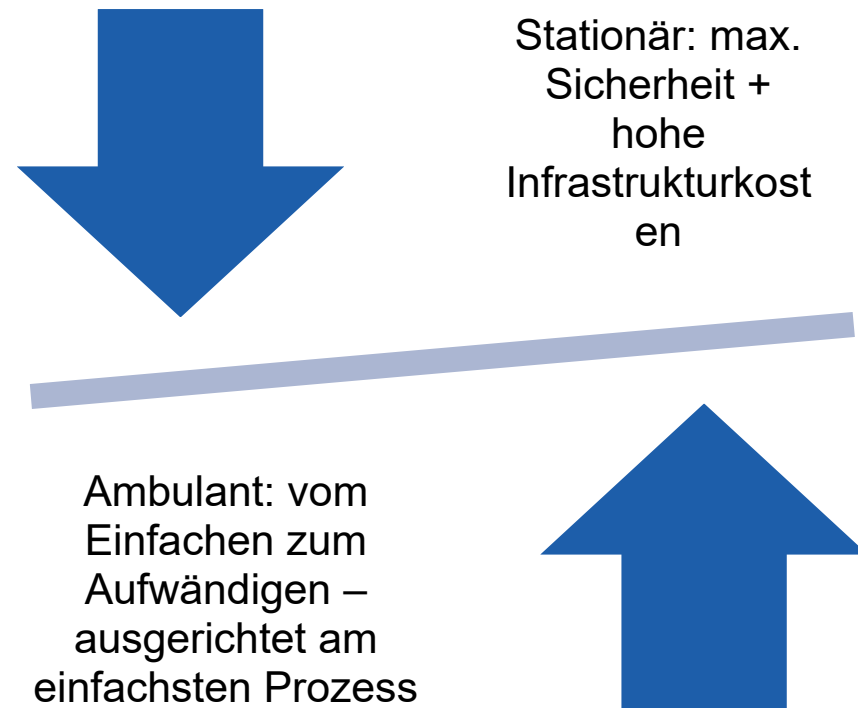 Stationär: max.
Sicherheit +
hohe
Infrastrukturkost
en
Ambulant: vom
Einfachen zum
Aufwändigen –
ausgerichtet am
einfachsten Prozess